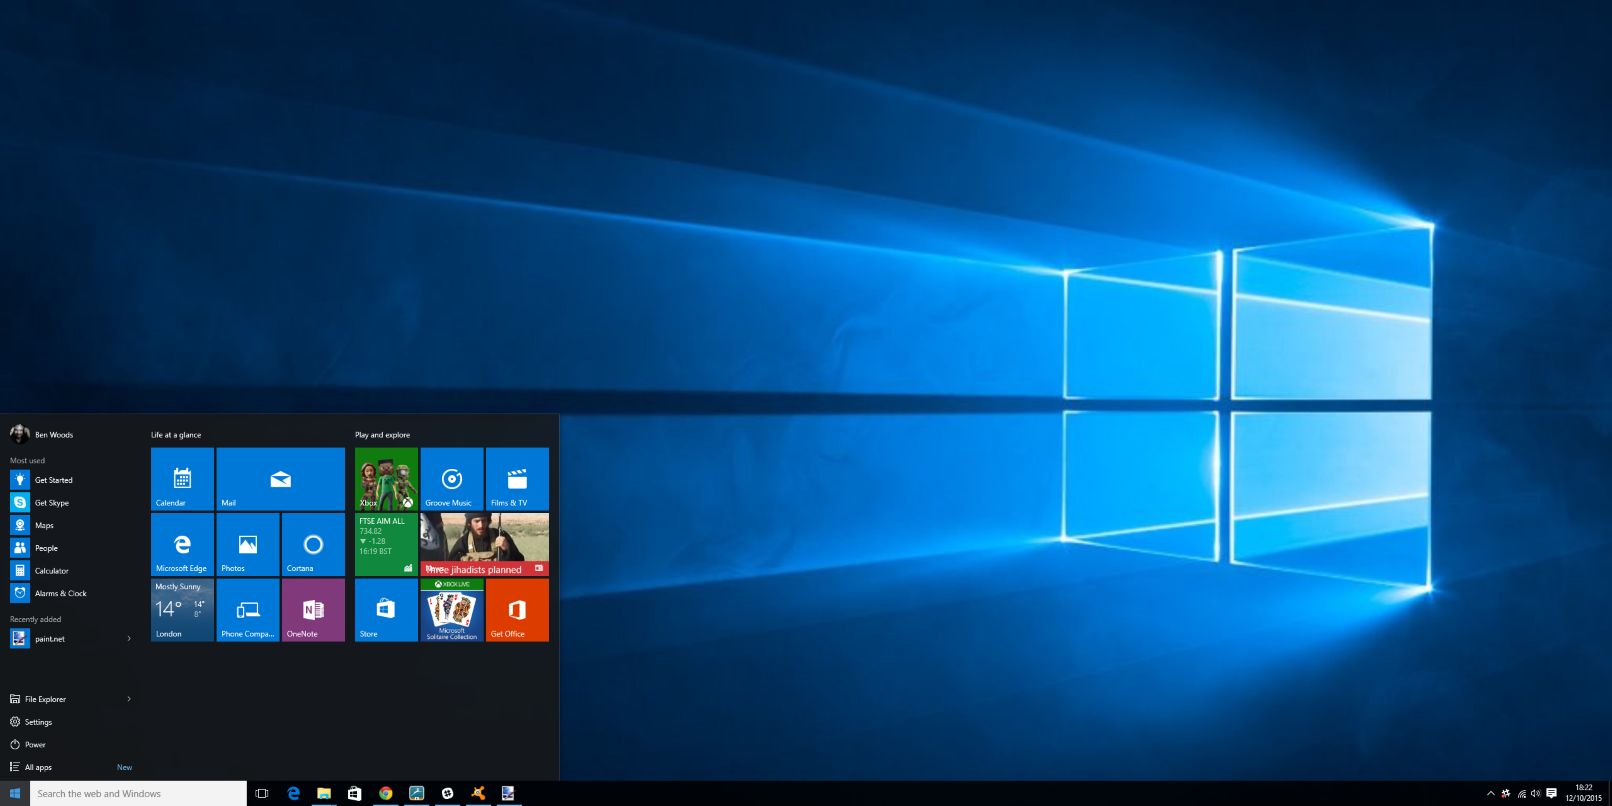 Ben Woods
Most used
Get Started
Get Skype
Maps
People
Calculator
Alarms & Clock
Recently added
paint.net
File Explorer
Settings
Power
All apps
New
Life at a glance
Calendar
Mail
Microsoft Edge
Photos
Cortana
Mostly Sunny
14°
14°
8°
London
Phone Compa...
OneNote
Play and explore
Xbox
Groove Music
Films & TV
FTSE AIM ALL
734.82
▼ -1.28
16:19 BST
Three jihadists planned
Store
XBOX LIVE
Microsoft
Solitaire Collection
Get Office
Search the web and Windows
18:22
12/10/2015